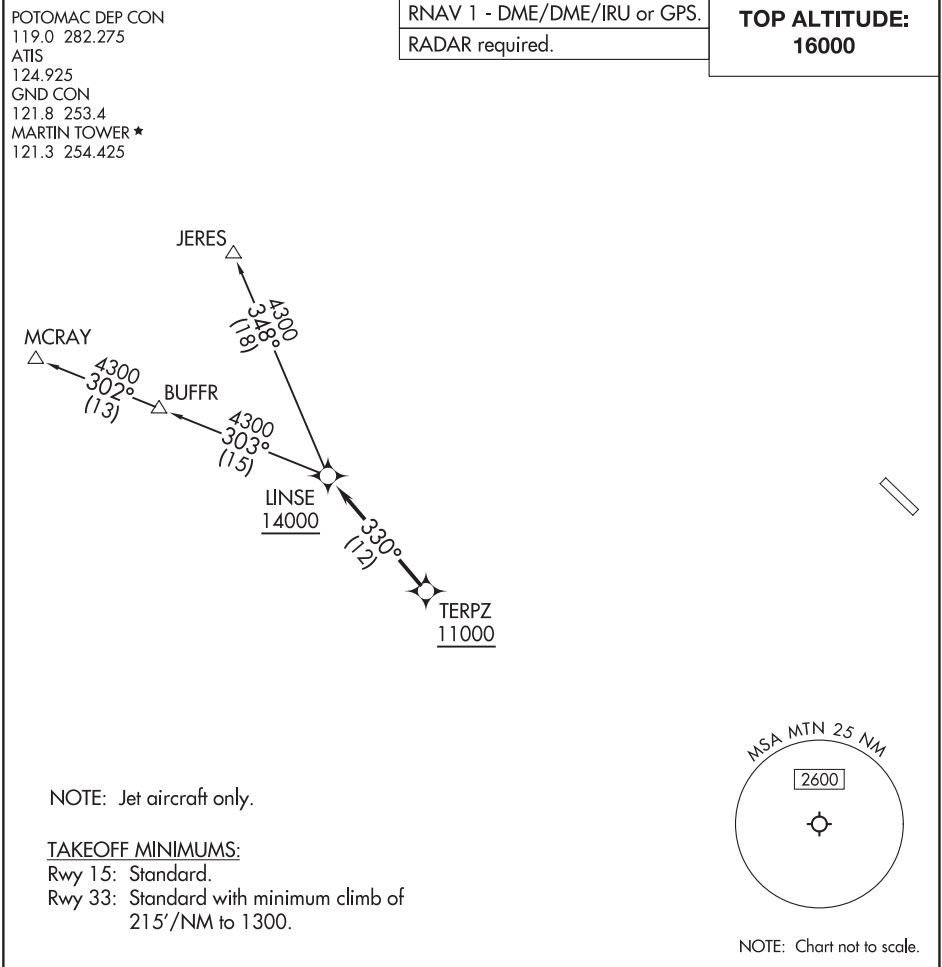 POTOMAC DEP CON
119.0 282.275
ATIS
124.925
GND CON
121.8 253.4
MARTIN TOWER ★
121.3 254.425
RNAV 1 - DME/DME/IRU or GPS.
RADAR required.
TOP ALTITUDE:
16000
JERES
4300
348°
(18)
MCRAY
4300
302°
(13)
BUFFR
4300
303°
(15)
LINSE
14000
330°
(12)
TERPZ
11000
MSA MTN 25 NM
2600
NOTE: Jet aircraft only.
TAKEOFF MINIMUMS:
Rwy 15: Standard.
Rwy 33: Standard with minimum climb of
215'/NM to 1300.
NOTE: Chart not to scale.